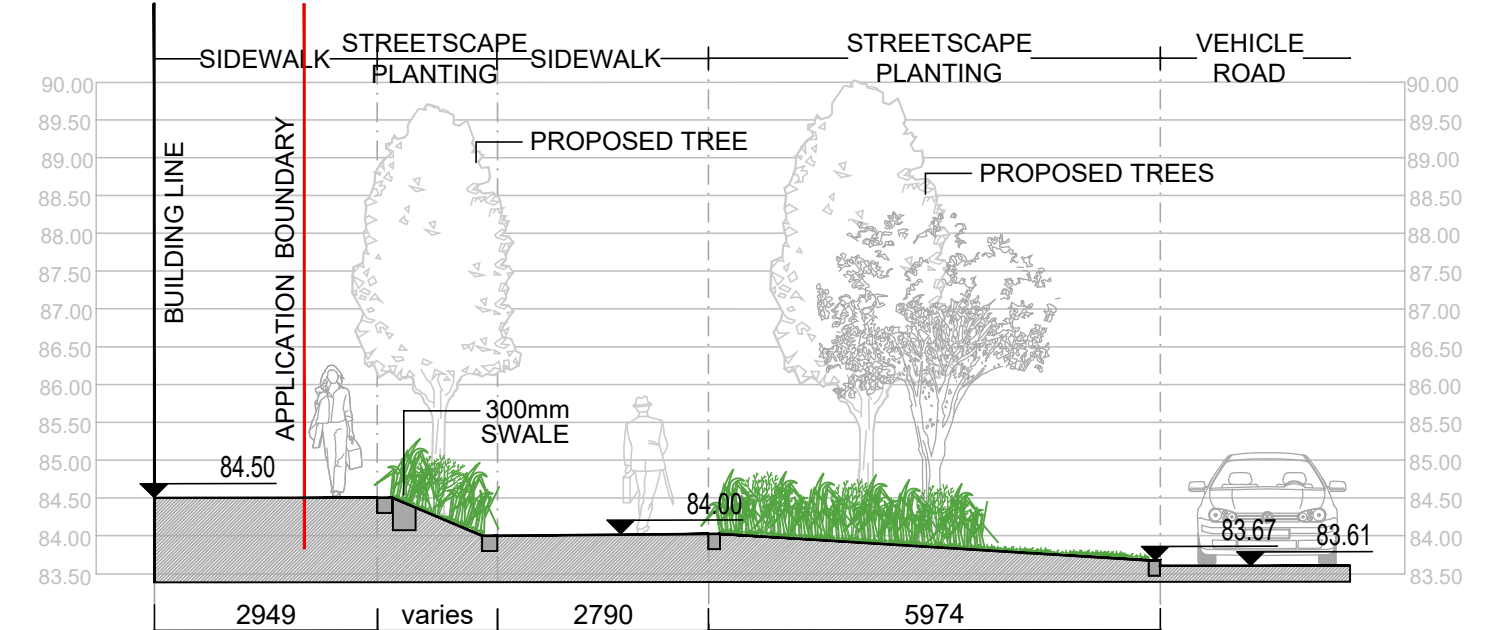 SIDEWALK
STREETSCAPE
PLANTING
SIDEWALK
STREETSCAPE
PLANTING
VEHICLE
ROAD
90.00
89.50
89.00
88.50
88.00
87.50
87.00
86.50
86.00
85.50
85.00
84.50
84.00
83.50
BUILDING LINE
APPLICATION BOUNDARY
PROPOSED TREE
PROPOSED TREES
300mm
SWALE
84.50
84.00
83.67
83.61
90.00
89.50
89.00
88.50
88.00
87.50
87.00
86.50
86.00
85.50
85.00
84.50
84.00
83.50
2949
varies
2790
5974